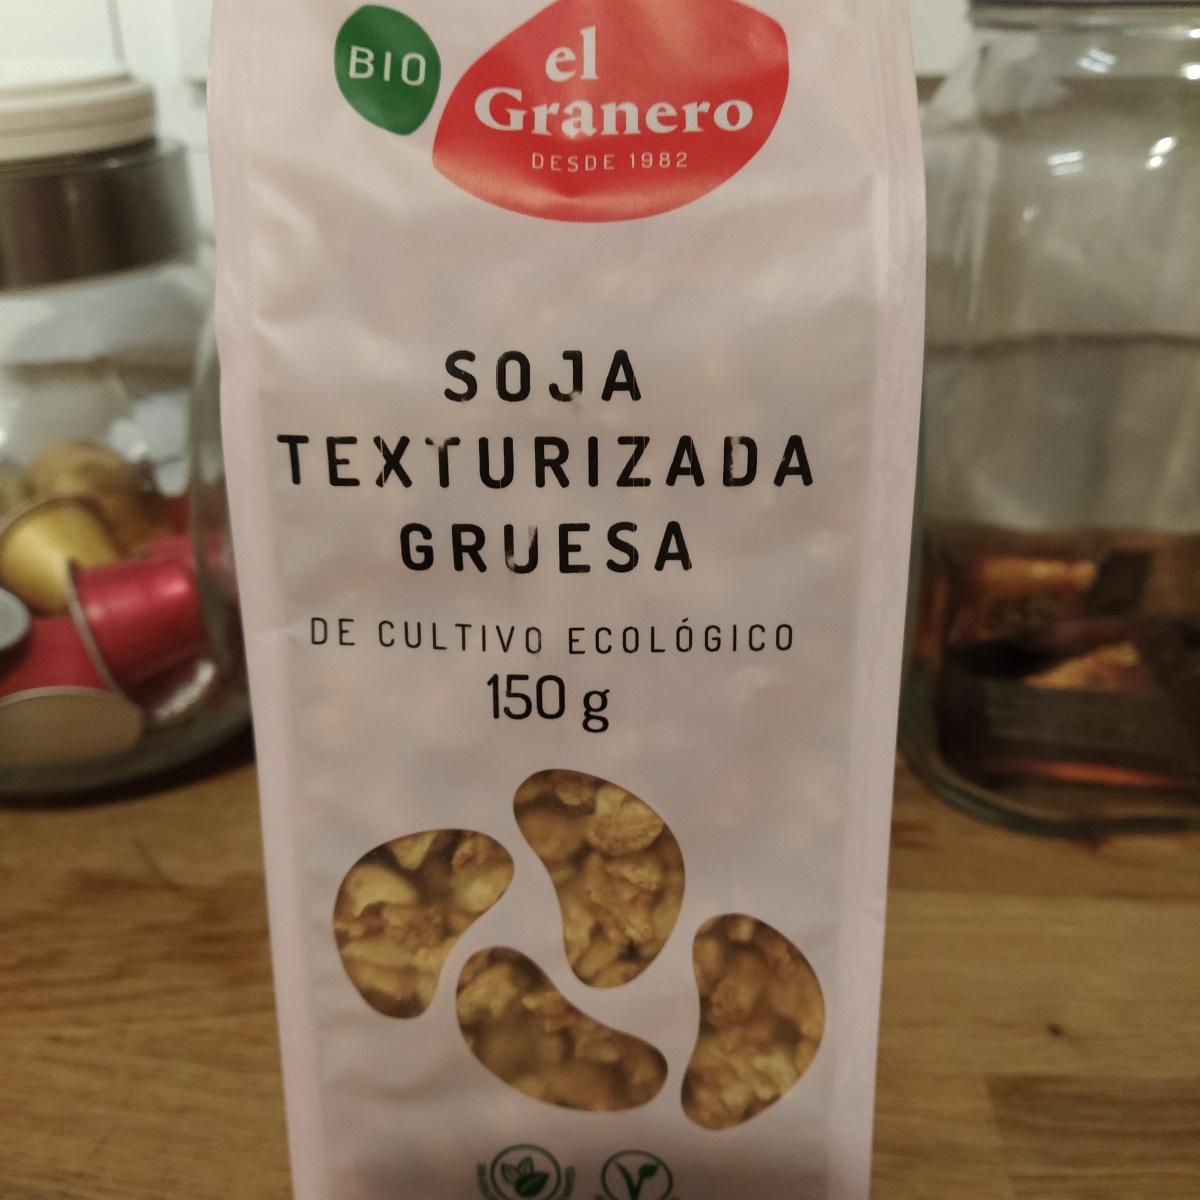 BIO
el
Granero
DESDE 1982
SOJA
TEXTURIZADA
GRUESA
DE CULTIVO ECOLÓGICO
150 g